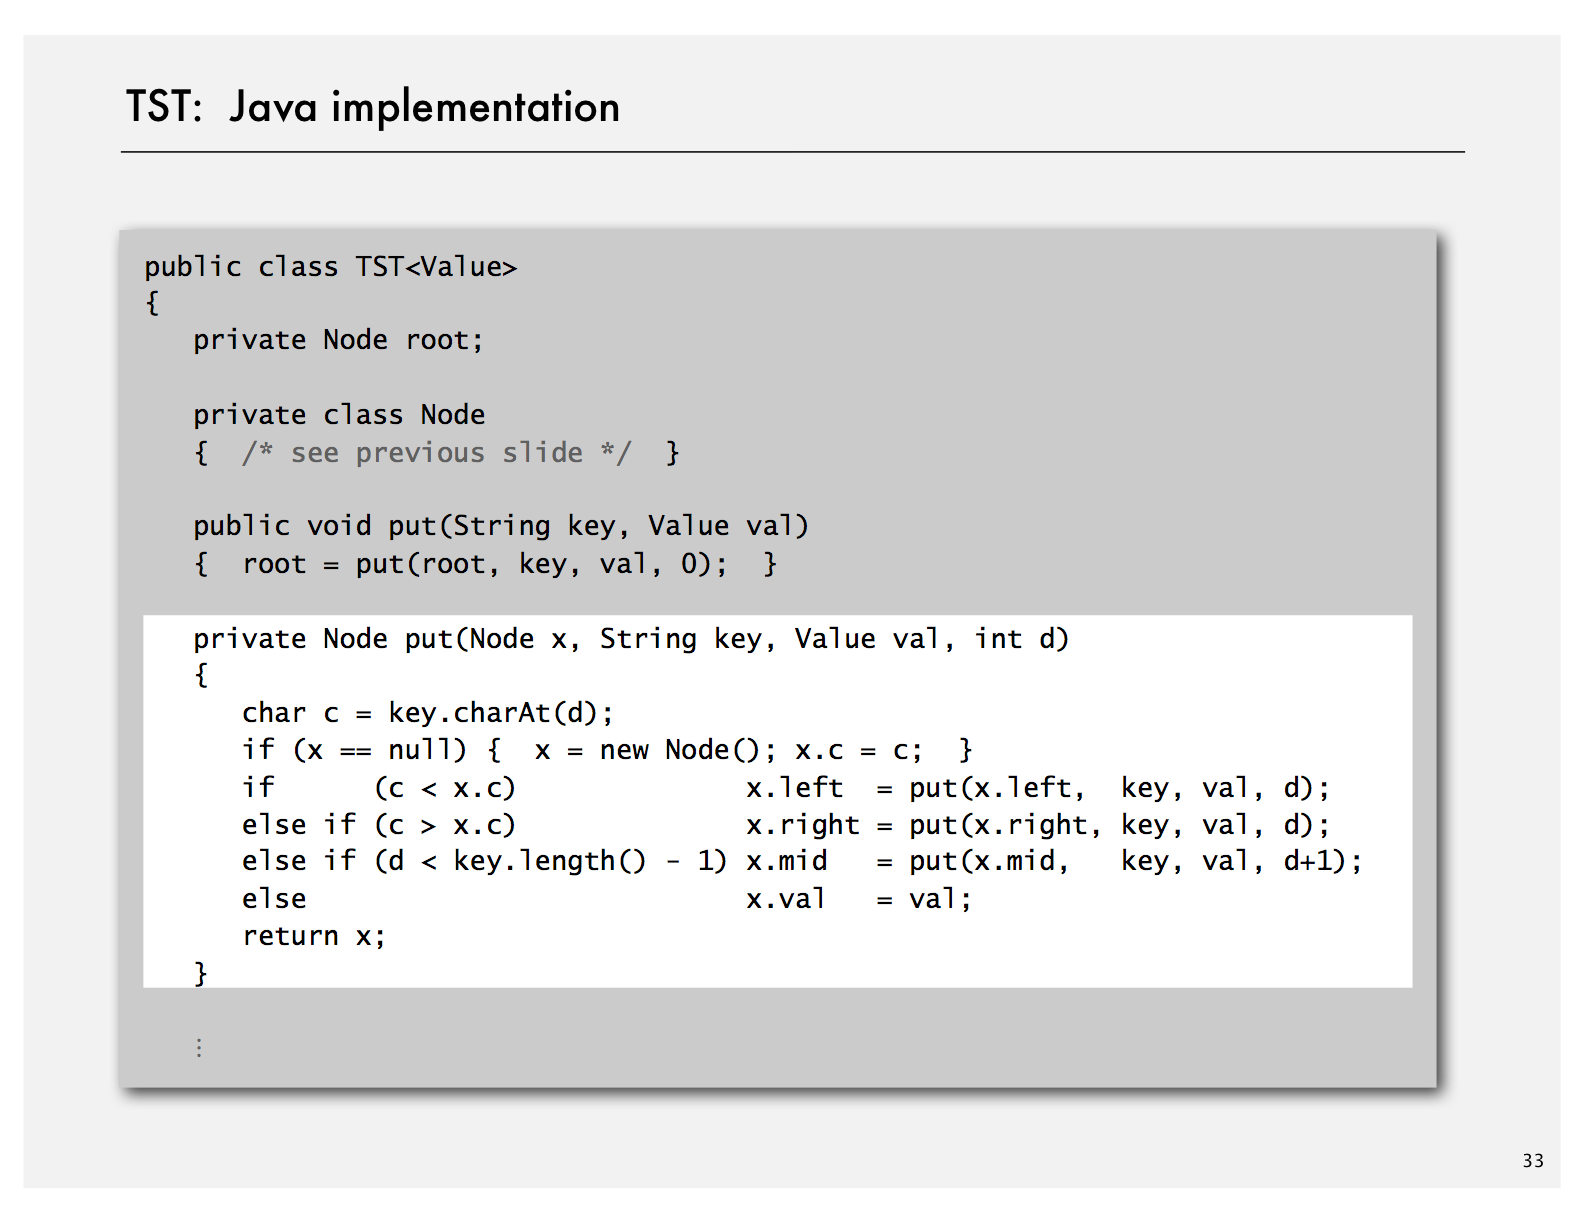 TST: Java implementation
public class TST<Value>
{
private Node root;
private class Node
{ /* see previous slide */ }
public void put(String key, Value val)
{ root = put(root, key, val, 0); }
private Node put(Node x, String key, Value val, int d)
{
char c = key.charAt(d);
if (x == null) { x = new Node(); x.c = c; }
if (c < x.c) x.left = put(x.left, key, val, d);
else if (c > x.c) x.right = put(x.right, key, val, d);
else if (d < key.length() - 1) x.mid = put(x.mid, key, val, d+1);
else x.val = val;
return x;
}
⋮
33